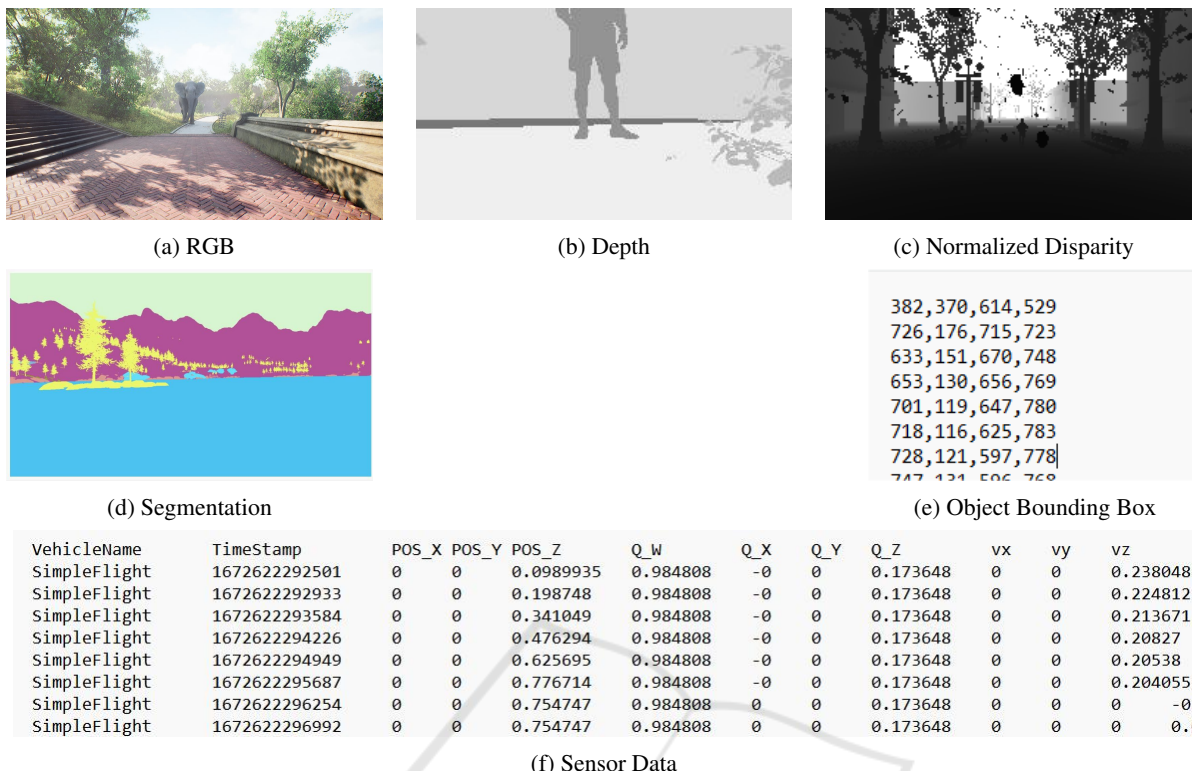 (a) RGB
(b) Depth
(c) Normalized Disparity
382,370,614,529
726,176,715,723
633,151,670,748
653,130,656,769
701,119,647,780
718,116,625,783
728,121,597,778
747,131,596,768
(d) Segmentation
(e) Object Bounding Box
VehicleName TimeStamp POS_X POS_Y POS_Z Q_W Q_X Q_Y Q_Z vx vy vz
SimpleFlight 1672622292501 0 0 0.0989935 0.984808 -0 0 0.173648 0 0 0.238048
SimpleFlight 1672622292933 0 0 0.198748 0.984808 -0 0 0.173648 0 0 0.224812
SimpleFlight 1672622293584 0 0 0.341049 0.984808 -0 0 0.173648 0 0 0.213671
SimpleFlight 1672622294226 0 0 0.476294 0.984808 -0 0 0.173648 0 0 0.20827
SimpleFlight 1672622294949 0 0 0.625695 0.984808 -0 0 0.173648 0 0 0.20538
SimpleFlight 1672622295687 0 0 0.776714 0.984808 -0 0 0.173648 0 0 0.204055
SimpleFlight 1672622296254 0 0 0.754747 0.984808 0 0 0.173648 0 0 -0
SimpleFlight 1672622296992 0 0 0.754747 0.984808 0 0 0.173648 0 0 0.
(f) Sensor Data